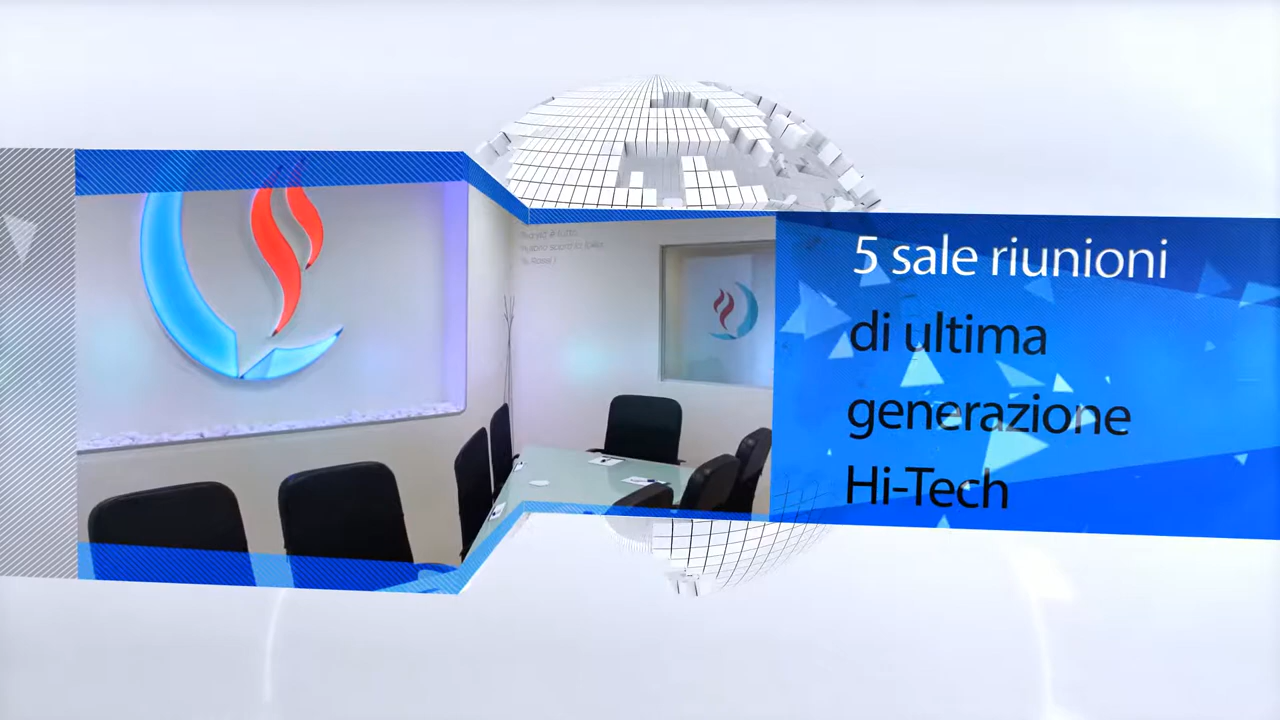 5 sale riunioni
di ultima
generazione
Hi-Tech